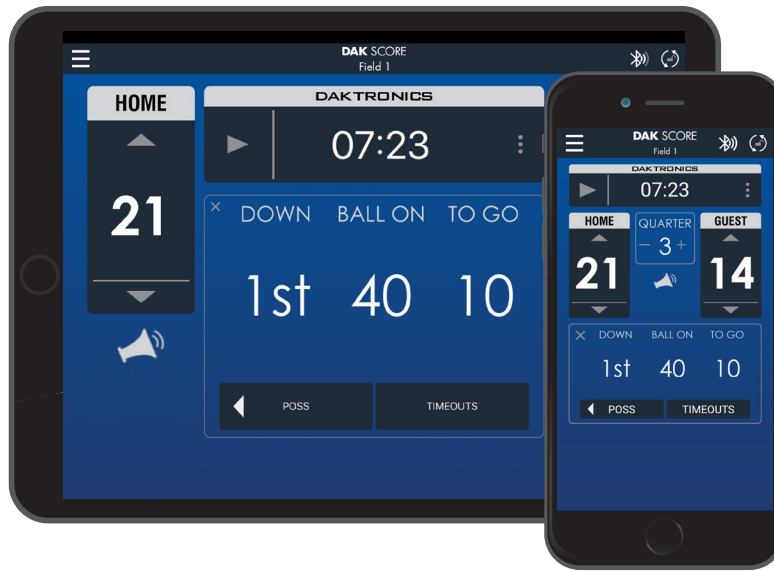 DAK SCORE
Field 1
HOME
21
DAKTRONICS
07:23
DOWN BALL ON TO GO
1st 40 10
POSS TIMEOUTS
DAK SCORE
Field 1
DAKTRONICS
07:23
HOME
21
QUARTER
- 3 +
GUEST
14
DOWN BALL ON TO GO
1st 40 10
POSS TIMEOUTS